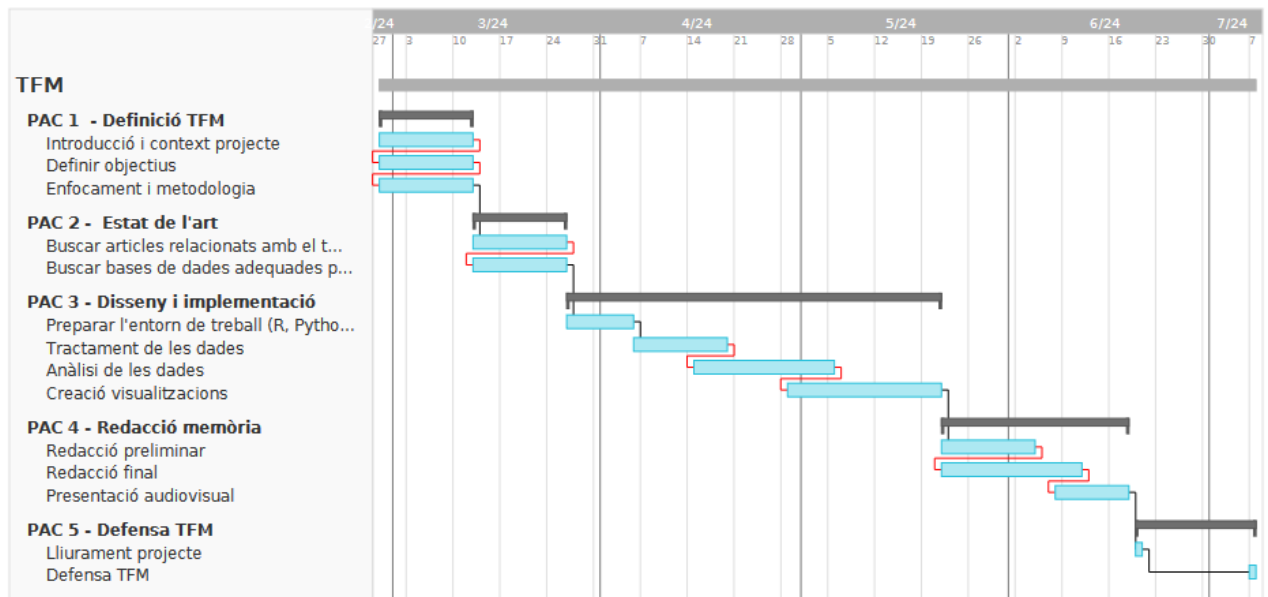 /24 3/24 4/24 5/24 6/24 7/24
27 3 10 17 24 31 7 14 21 28 5 12 19 26 2 9 16 23 30 7
TFM
PAC 1 - Definició TFM
Introducció i context projecte
Definir objectius
Enfocament i metodologia
PAC 2 - Estat de l'art
Buscar articles relacionats amb el t...
Buscar bases de dades adequades p...
PAC 3 - Disseny i implementació
Preparar l'entorn de treball (R, Pytho...
Tractament de les dades
Anàlisi de les dades
Creació visualitzacions
PAC 4 - Redacció memòria
Redacció preliminar
Redacció final
Presentació audiovisual
PAC 5 - Defensa TFM
Lliurament projecte
Defensa TFM